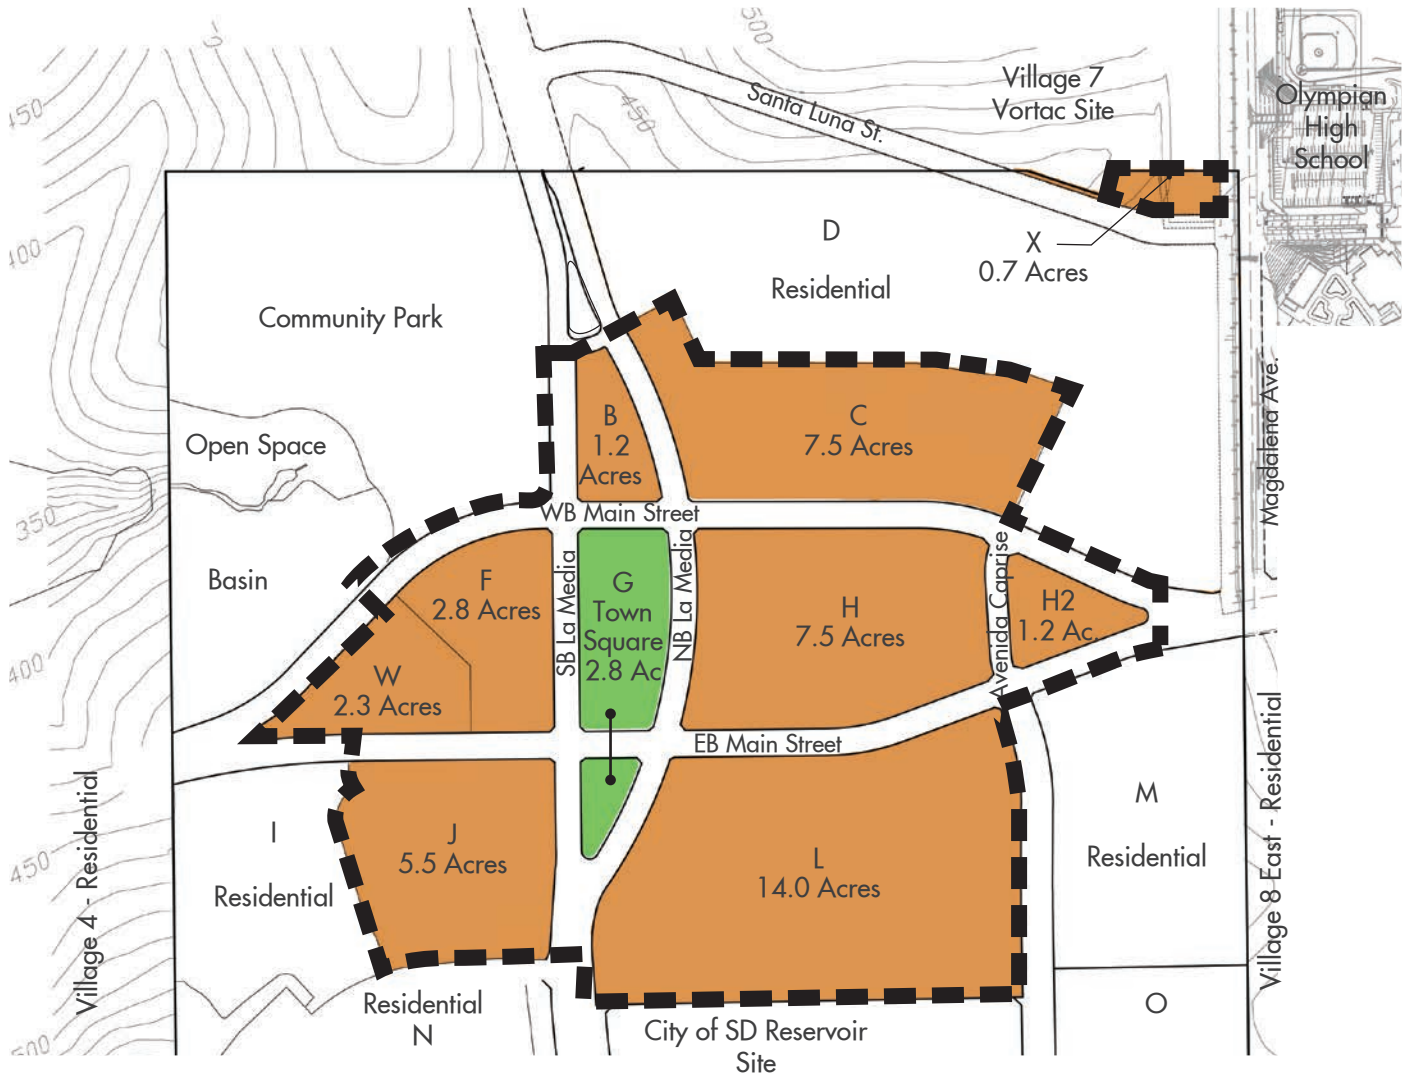 500
50
450
Village 7
Vortac Site
Santa Luna St.
Olympian
High
School
450
400
D
Residential
X
0.7 Acres
Community Park
Magdalena Ave.
B
1.2
Acres
C
7.5 Acres
Open Space
WB Main Street
350
Basin
F
2.8 Acres
SB La Media
G
Town
Square
2.8 Ac
NB La Media
H
7.5 Acres
Avenida Caprise
H2
1.2 Ac.
400
W
2.3 Acres
EB Main Street
Village 4 - Residential
Village 8 East - Residential
I
Residential
J
5.5 Acres
L
14.0 Acres
M
Residential
450
Residential
N
City of SD Reservoir
Site
O
500